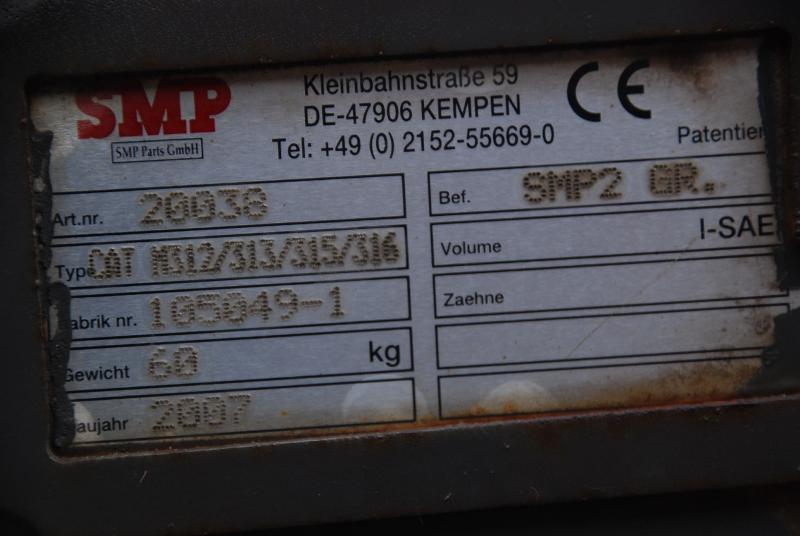 SMP
SMP Parts GmbH
Kleinbahnstraße 59
DE-47906 KEMPEN
Tel: +49 (0) 2152-55669-0
CE
Patentier
Art.nr. 20038
Type CAT M312/313/315/316
abrik nr. 105049-1
Gewicht 60 kg
aujahr 2007
Bef. SMP2 GR.
Volume I-SAE
Zaehne